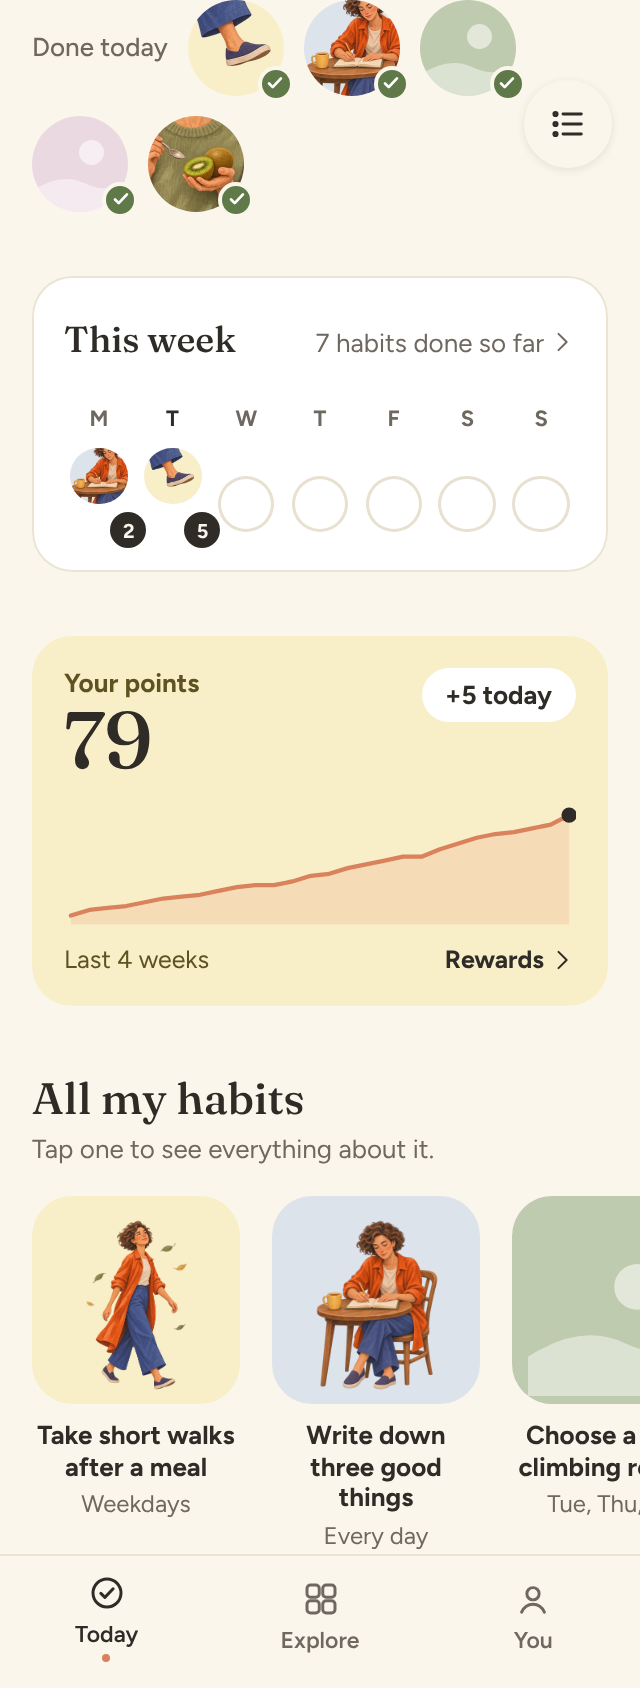 Done today
This week
7 habits done so far
M T W T F S S
2 5
Your points
+5 today
79
Last 4 weeks
Rewards
All my habits
Tap one to see everything about it.
Take short walks
after a meal
Weekdays
Write down
three good
things
Every day
Choose a
climbing
Tue, Thu,
Today
Explore
You